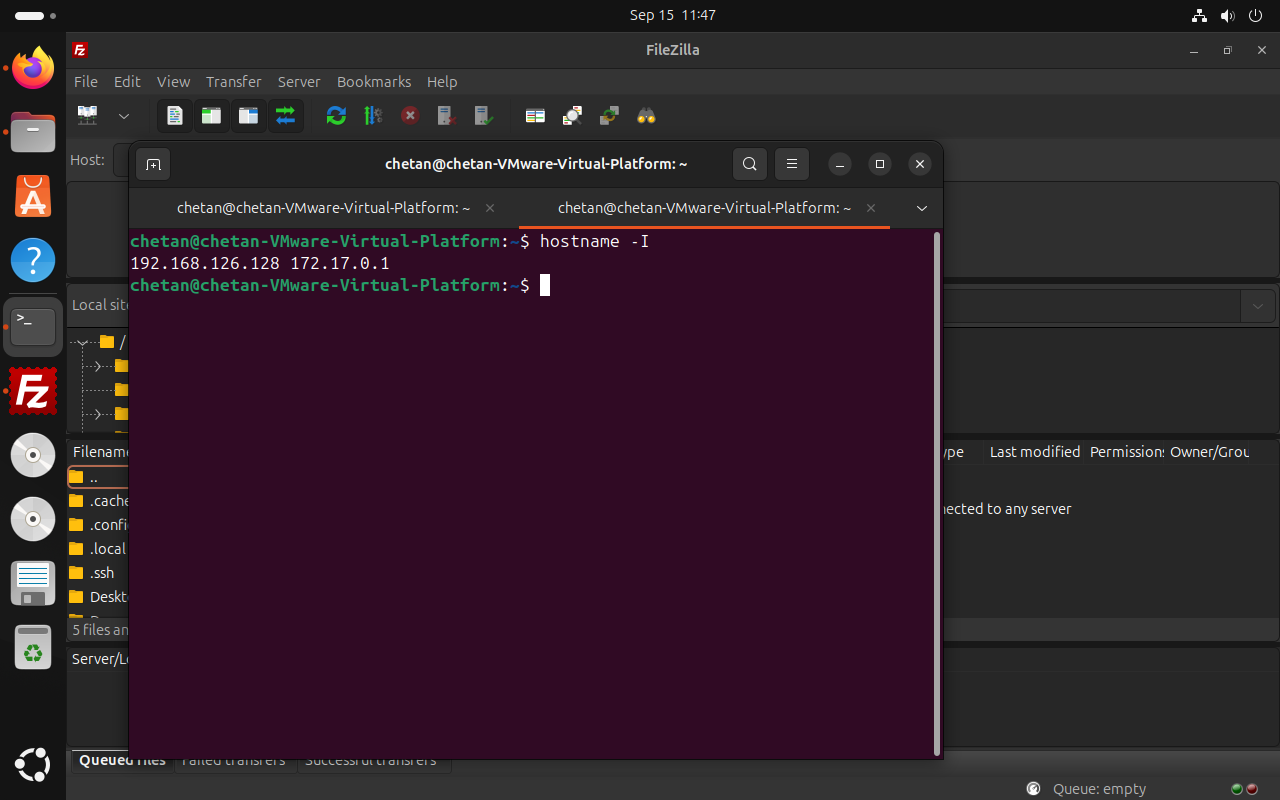 Sep 15 11:47
FileZilla
File Edit View Transfer Server Bookmarks Help
Host:
chetan@chetan-VMware-Virtual-Platform: ~
chetan@chetan-VMware-Virtual-Platform: ~
chetan@chetan-VMware-Virtual-Platform: ~
chetan@chetan-VMware-Virtual-Platform:~$ hostname -I
192.168.126.128 172.17.0.1
chetan@chetan-VMware-Virtual-Platform:~$
Local site
/
Filename
ype Last modified Permissions Owner/Grou
..
.cache
.config
nected to any server
.local
.ssh
Deskt
5 files an
Server/Lo
Queued files Failed transfers Successful transfers
Queue: empty